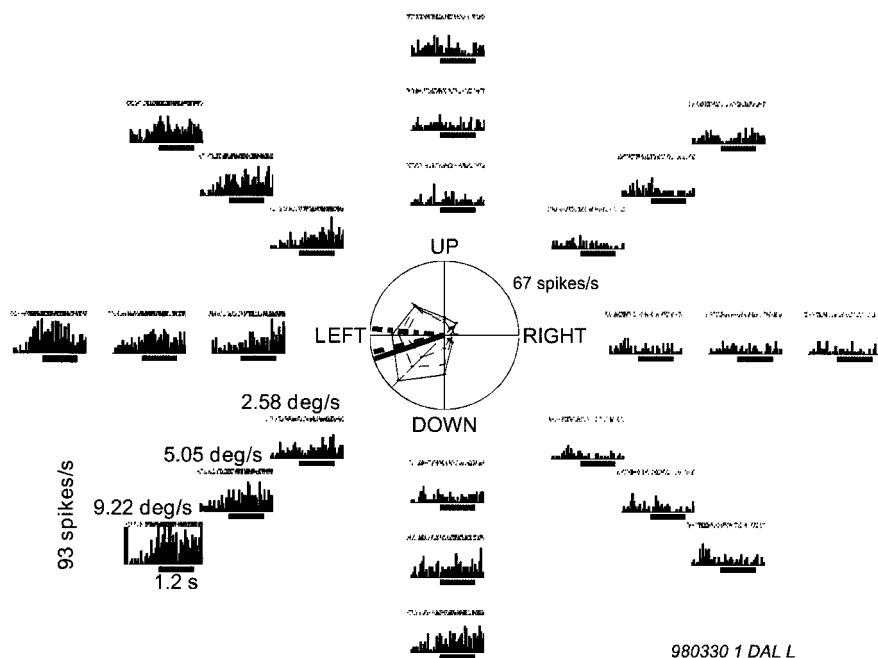 UP
67 spikes/s
LEFT
RIGHT
DOWN
2.58 deg/s
5.05 deg/s
9.22 deg/s
93 spikes/s
1.2 s
980330 1 DAL L